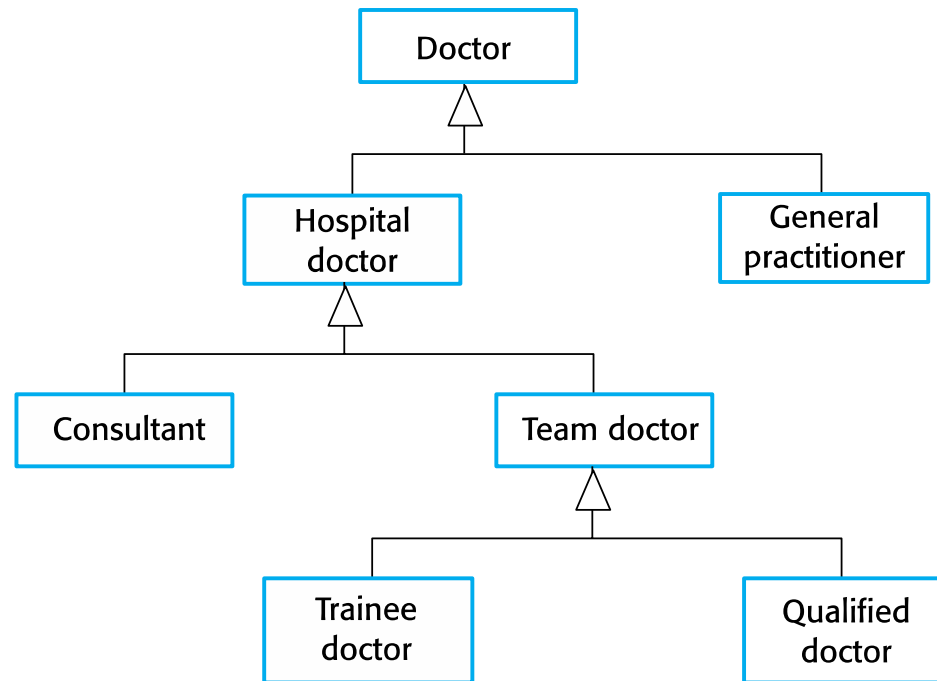 Doctor
Hospital
doctor
General
practitioner
Consultant
Team doctor
Trainee
doctor
Qualified
doctor